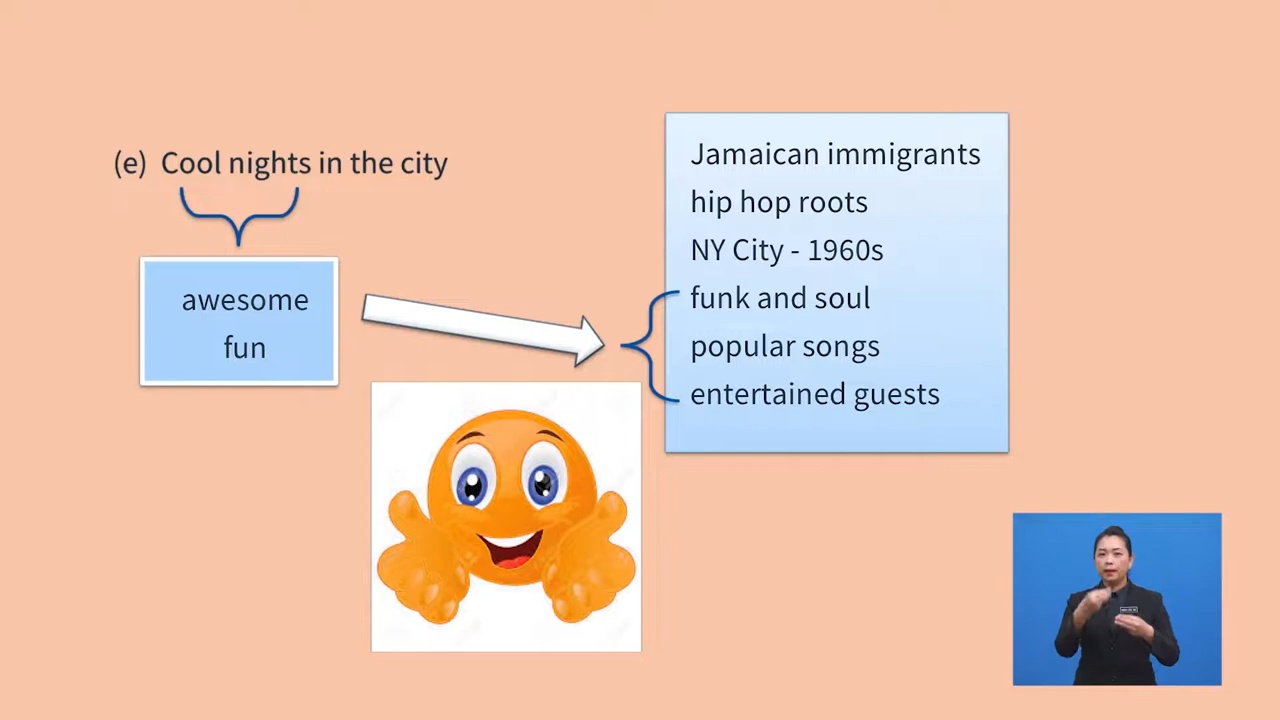 (e) Cool nights in the city
awesome
fun
Jamaican immigrants
hip hop roots
NY City - 1960s
funk and soul
popular songs
entertained guests